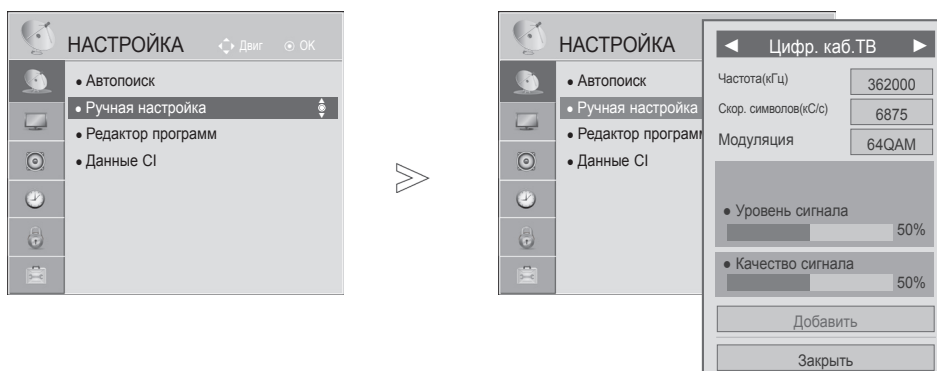 НАСТРОЙКА Двиг OK
• Автопоиск
• Ручная настройка
• Редактор программ
• Данные CI
НАСТРОЙКА
• Автопоиск
• Ручная настройка
• Редактор програм
• Данные CI
◄ Цифр. каб.ТВ ►
Частота(кГц) 362000
Скор. символов(кС/с) 6875
Модуляция 64QAM
• Уровень сигнала
50%
• Качество сигнала
50%
Добавить
Закрыть